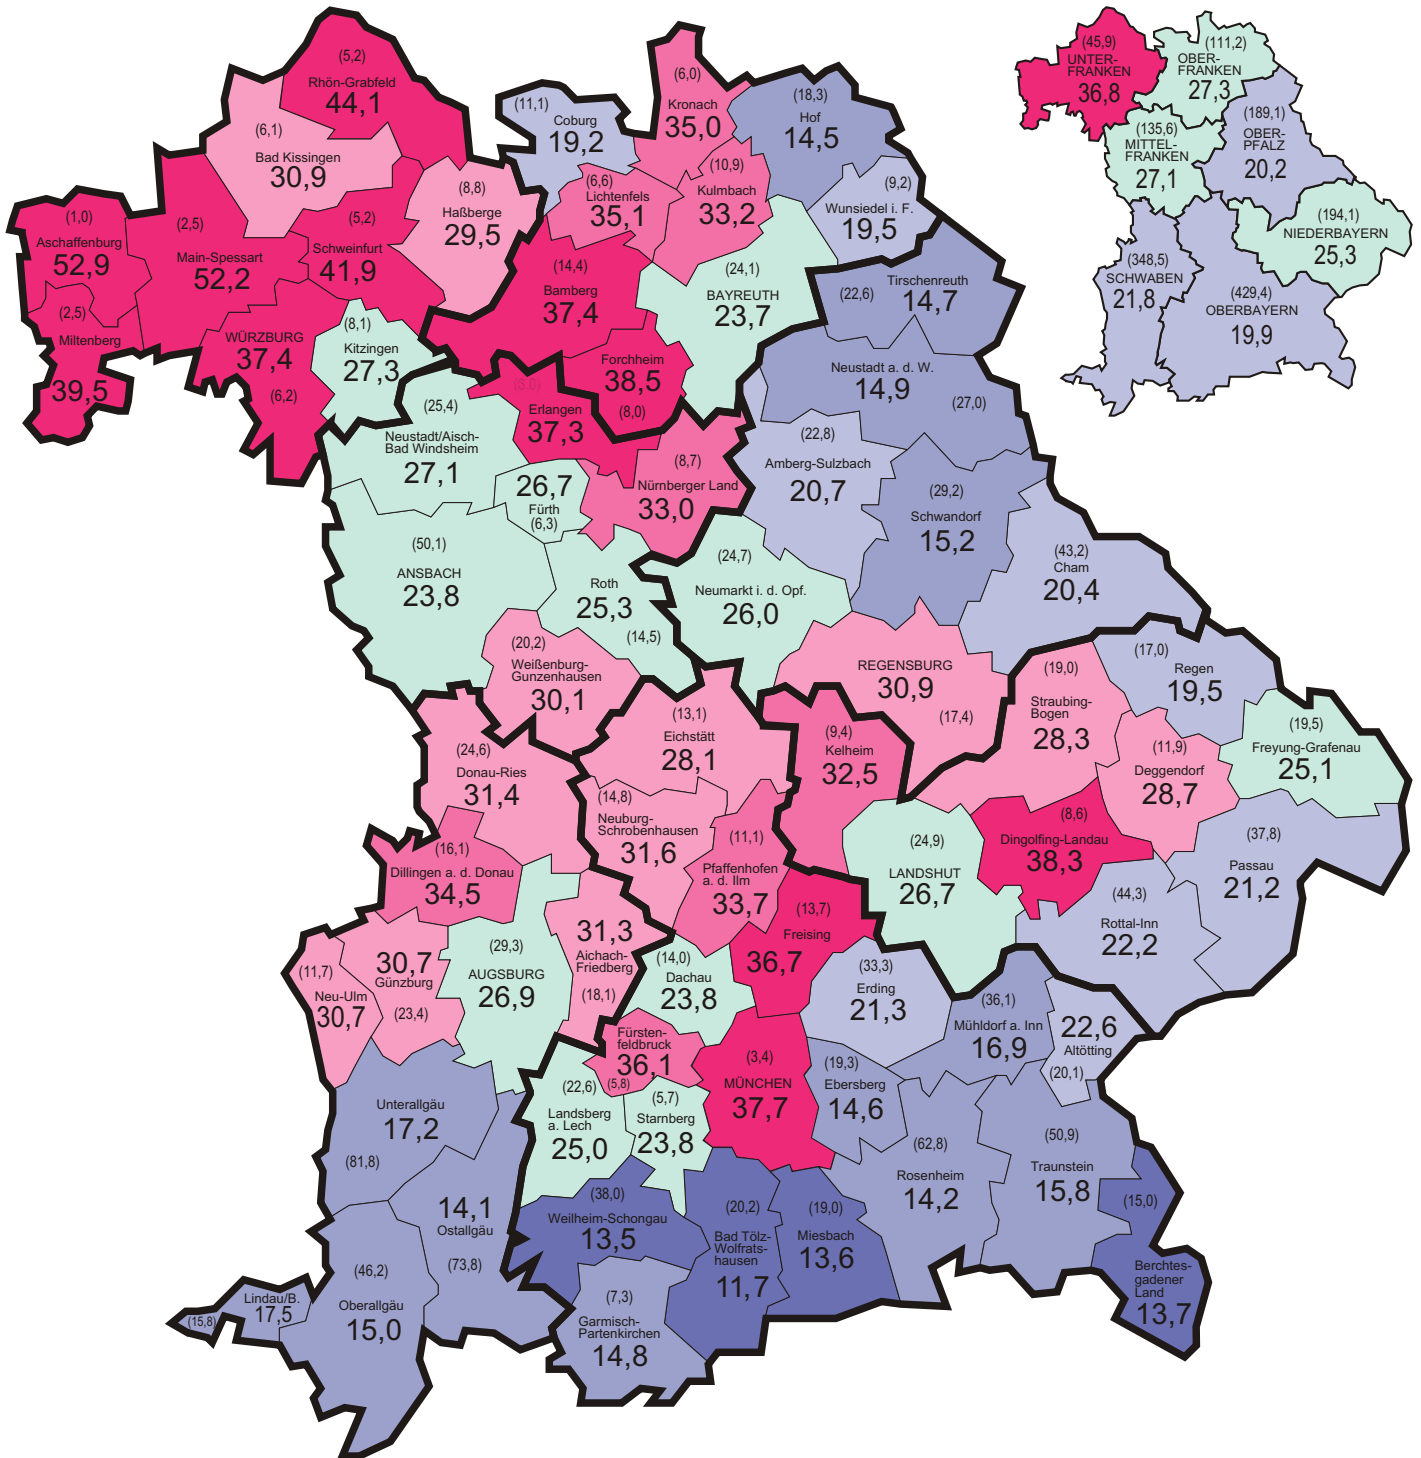 (5,2)
Rhön-Grabfeld
44,1
(6,1)
Bad Kissingen
30,9
(1,0)
Aschaffenburg
52,9
(2,5)
Main-Spessart
52,2
(5,2)
Schweinfurt
41,9
(8,8)
Haßberge
29,5
(2,5)
Miltenberg
39,5
WÜRZBURG
37,4
(6,2)
(8,1)
Kitzingen
27,3
(11,1)
Coburg
19,2
(6,0)
Kronach
35,0
(18,3)
Hof
14,5
(6,6)
Lichtenfels
35,1
(10,9)
Kulmbach
33,2
(9,2)
Wunsiedel i. F.
19,5
(14,4)
Bamberg
37,4
(24,1)
BAYREUTH
23,7
Forchheim
38,5
(8,0)
(22,6)
Tirschenreuth
14,7
Neustadt a. d. W.
14,9
(27,0)
(25,4)
Neustadt/Aisch-
Bad Windsheim
27,1
(5,0)
Erlangen
37,3
26,7
Fürth
(6,3)
(8,7)
Nürnberger Land
33,0
(22,8)
Amberg-Sulzbach
20,7
(29,2)
Schwandorf
15,2
(43,2)
Cham
20,4
(50,1)
ANSBACH
23,8
Roth
25,3
(14,5)
(24,7)
Neumarkt i. d. Opf.
26,0
(20,2)
Weißenburg-
Gunzenhausen
30,1
REGENSBURG
30,9
(17,4)
(19,0)
Straubing-
Bogen
28,3
(17,0)
Regen
19,5
(19,5)
Freyung-Grafenau
25,1
(11,9)
Deggendorf
28,7
(13,1)
Eichstätt
28,1
(9,4)
Kelheim
32,5
(24,6)
Donau-Ries
31,4
(14,8)
Neuburg-
Schrobenhausen
31,6
(11,1)
Pfaffenhofen
a. d. Ilm
33,7
(24,9)
LANDSHUT
26,7
(8,6)
Dingolfing-Landau
38,3
(37,8)
Passau
21,2
(44,3)
Rottal-Inn
22,2
(16,1)
Dillingen a. d. Donau
34,5
(11,7)
Neu-Ulm
30,7
30,7
Günzburg
(23,4)
(29,3)
AUGSBURG
26,9
31,3
Aichach-
Friedberg
(18,1)
(14,0)
Dachau
23,8
(13,7)
Freising
36,7
(33,3)
Erding
21,3
(36,1)
Mühldorf a. Inn
16,9
22,6
Altötting
(20,1)
Fürsten-
feldbruck
36,1
(5,8)
(3,4)
MÜNCHEN
37,7
(19,3)
Ebersberg
14,6
(22,6)
Landsberg
a. Lech
25,0
(5,7)
Starnberg
23,8
Unterallgäu
17,2
(81,8)
14,1
Ostallgäu
(73,8)
(38,0)
Weilheim-Schongau
13,5
(20,2)
Bad Tölz-
Wolfrats-
hausen
11,7
(19,0)
Miesbach
13,6
(62,8)
Rosenheim
14,2
(50,9)
Traunstein
15,8
(15,0)
Berchtes-
gadener
Land
13,7
(15,8)
Lindau/B.
17,5
(46,2)
Oberallgäu
15,0
(7,3)
Garmisch-
Partenkirchen
14,8
(45,9)
UNTER-
FRANKEN
36,8
(111,2)
OBER-
FRANKEN
27,3
(135,6)
MITTEL-
FRANKEN
27,1
(189,1)
OBER-
PFALZ
20,2
(194,1)
NIEDERBAYERN
25,3
(348,5)
SCHWABEN
21,8
(429,4)
OBERBAYERN
19,9